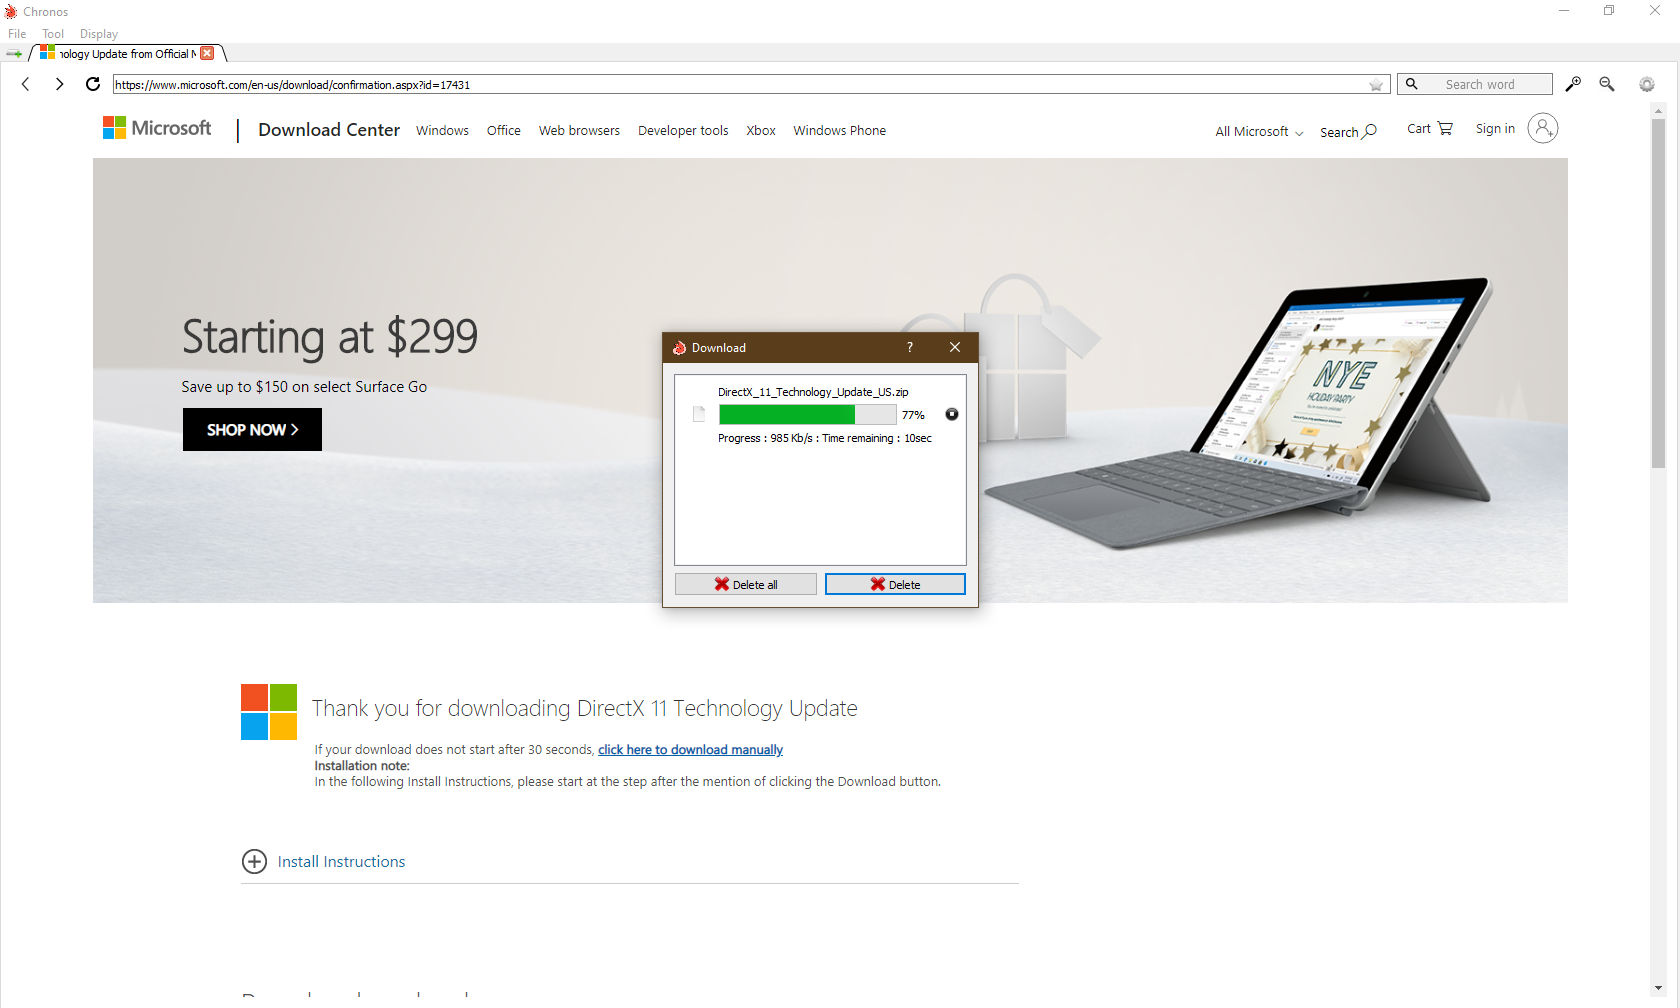 Chronos
File Tool Display
nology Update from Official
https://www.microsoft.com/en-us/download/confirmation.aspx?id=17431
Search word
Microsoft
Download Center Windows Office Web browsers Developer tools Xbox Windows Phone
All Microsoft Search Cart Sign in
Starting at $299
Save up to $150 on select Surface Go
SHOP NOW
NYE
HOLIDAY PARTY
Download ?
DirectX_11_Technology_Update_US.zip
77%
Progress : 985 Kb/s : Time remaining : 10sec
Delete all Delete
Thank you for downloading DirectX 11 Technology Update
If your download does not start after 30 seconds, click here to download manually
Installation note:
In the following Install Instructions, please start at the step after the mention of clicking the Download button.
Install Instructions